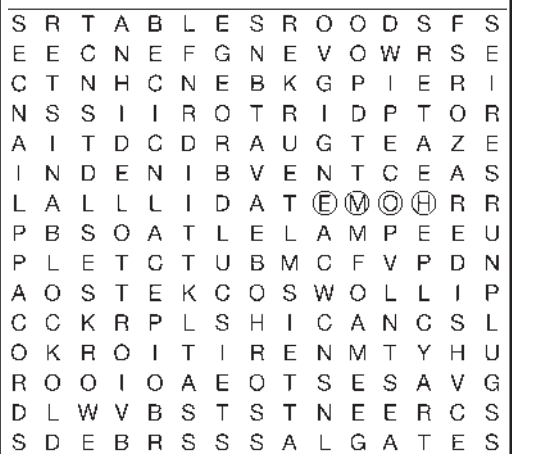 S R T A B L E S R O O D S F S
E E C N E F G N E V O W R S E
C T N H C N E B K G P I E R I
N S S I I R O T R I D P T O R
A I T D C D R A U G T E A Z E
I N D E N I B V E N T C E A S
L A L L L I D A T E M O H R R
P B S O A T L E L A M P E E U
P L E T C T U B M C F V P D N
A O S T E K C O S W O L L I P
C C K R P L S H I C A N C S L
O K R O I T I R E N M T Y H U
R O O I O A E O T S E S A V G
D L W V B S T S T N E E R C S
S D E B R S S S A L G A T E S